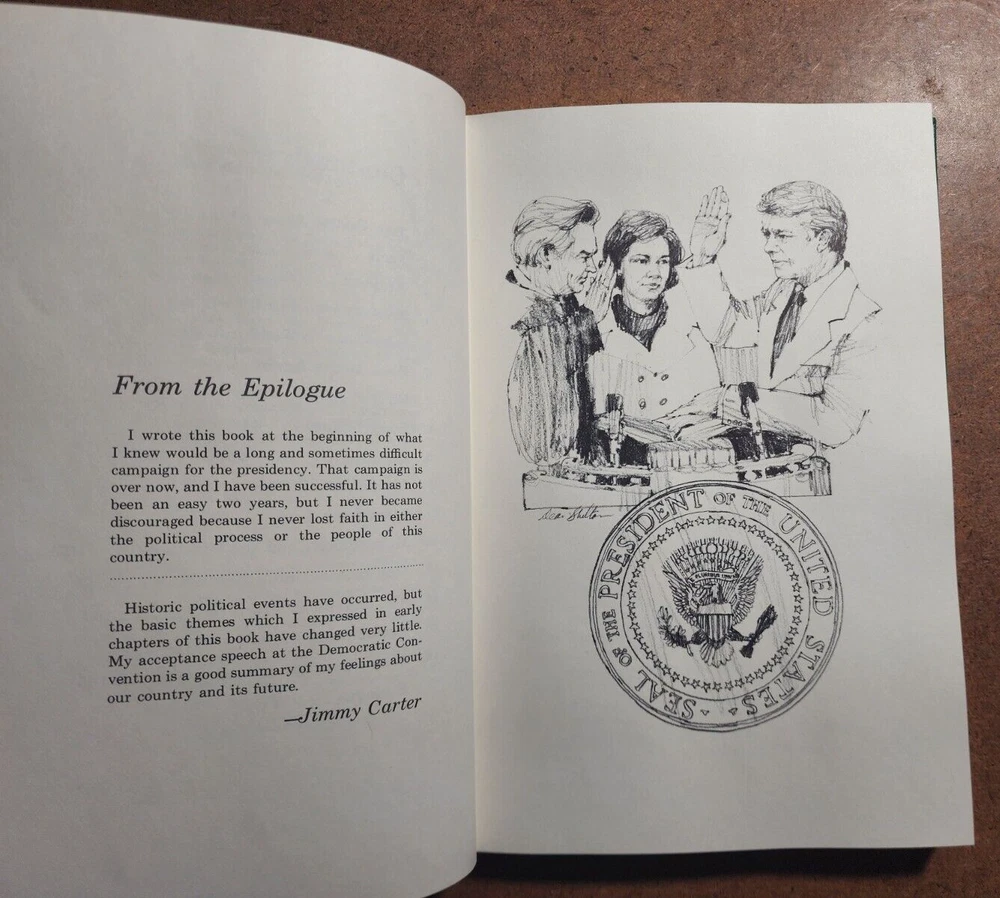 From the Epilogue
I wrote this book at the beginning of what
I knew would be a long and sometimes difficult
campaign for the presidency. That campaign is
over now, and I have been successful. It has not
been an easy two years, but I never became
discouraged because I never lost faith in either
the political process or the people of this
country.
Historic political events have occurred, but
the basic themes which I expressed in early
chapters of this book have changed very little.
My acceptance speech at the Democratic Con-
vention is a good summary of my feelings about
our country and its future.
—Jimmy Carter
SEAL OF THE PRESIDENT OF THE UNITED STATES